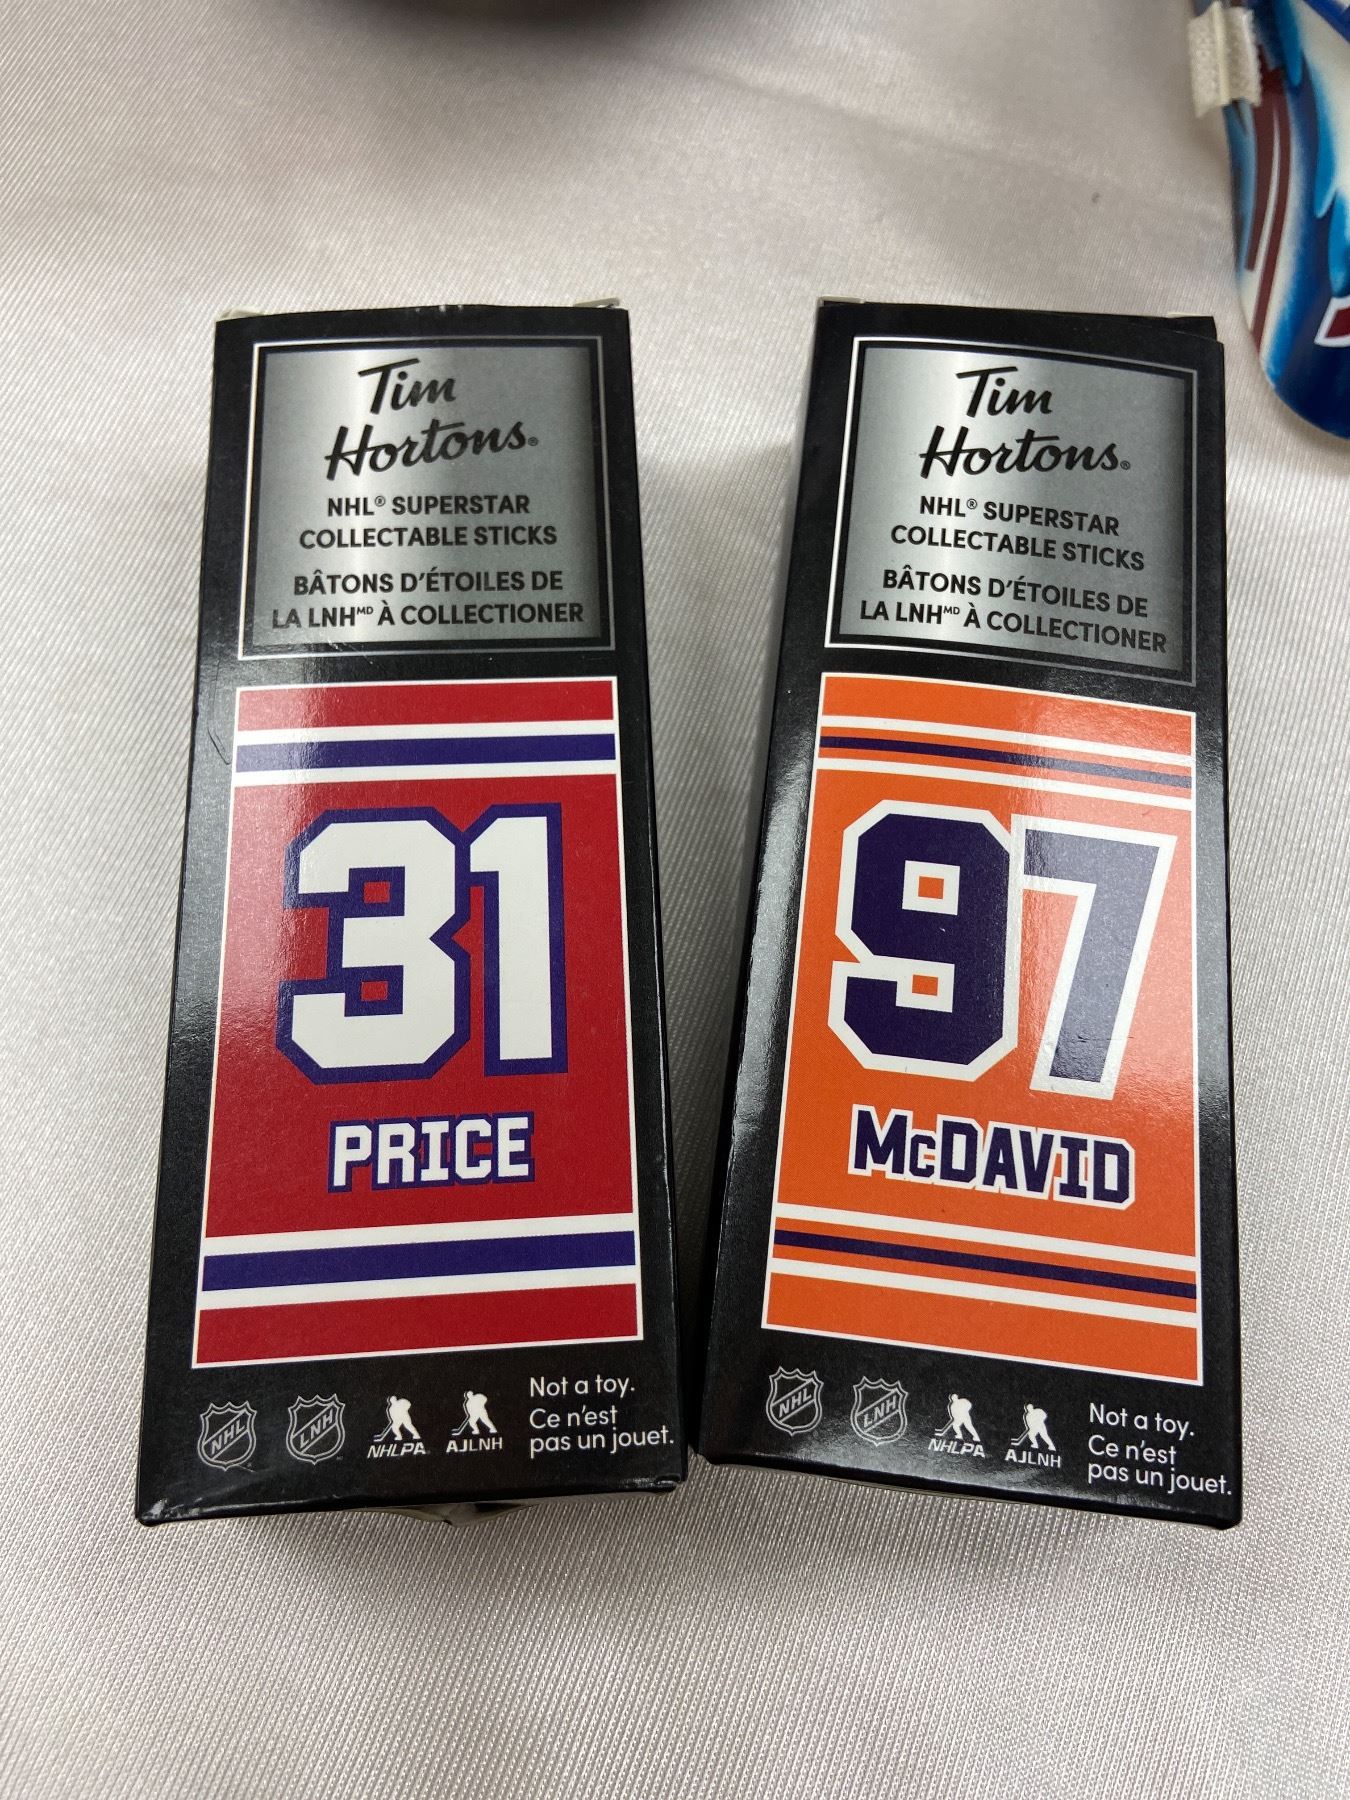 Tim
Hortons®
NHL® SUPERSTAR
COLLECTABLE STICKS
BÂTONS D'ÉTOILES DE
LA LNHᴹᴰ À COLLECTIONER
31
PRICE
NHL
LNH
NHLPA
AJLNH
Not a toy.
Ce n'est
pas un jouet.
Tim
Hortons®
NHL® SUPERSTAR
COLLECTABLE STICKS
BÂTONS D'ÉTOILES DE
LA LNHᴹᴰ À COLLECTIONER
97
McDAVID
NHL
LNH
NHLPA
AJLNH
Not a toy.
Ce n'est
pas un jouet.